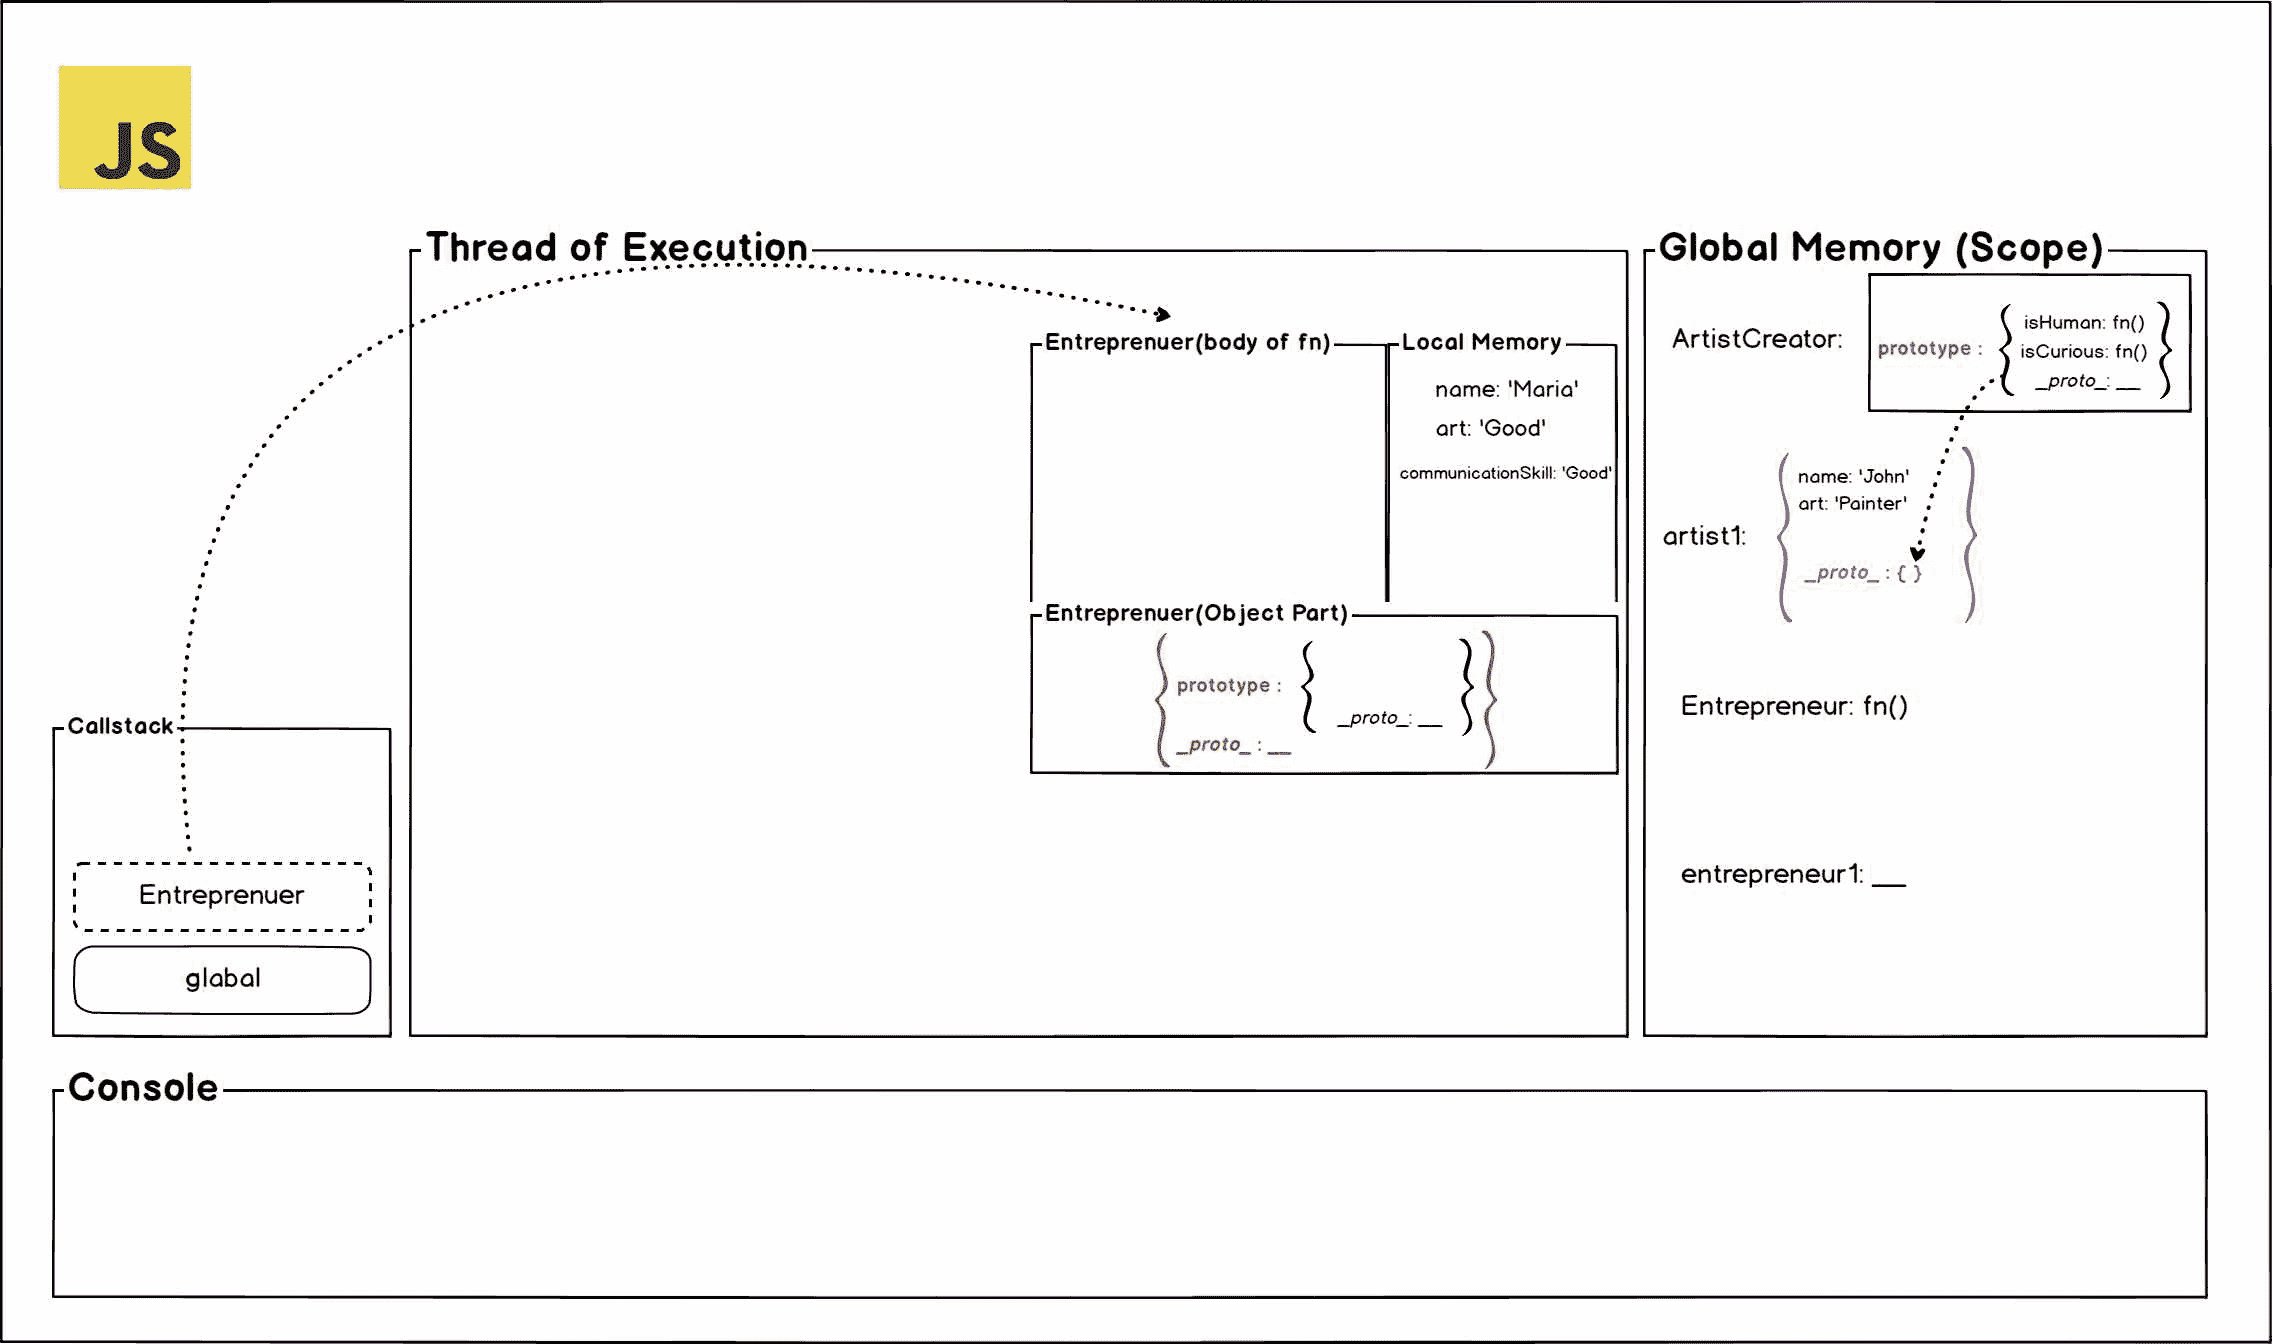 JS
Thread of Execution
Entreprenuer(body of fn)
Local Memory
name: 'Maria'
art: 'Good'
communicationSkill: 'Good'
Entreprenuer(Object Part)
prototype :
_proto_: __
_proto_ : __
Global Memory (Scope)
ArtistCreator:
prototype :
isHuman: fn()
isCurious: fn()
_proto_: __
artist1:
name: 'John'
art: 'Painter'
_proto_ : { }
Entrepreneur: fn()
entrepreneur1: __
Callstack
Entreprenuer
glabal
Console